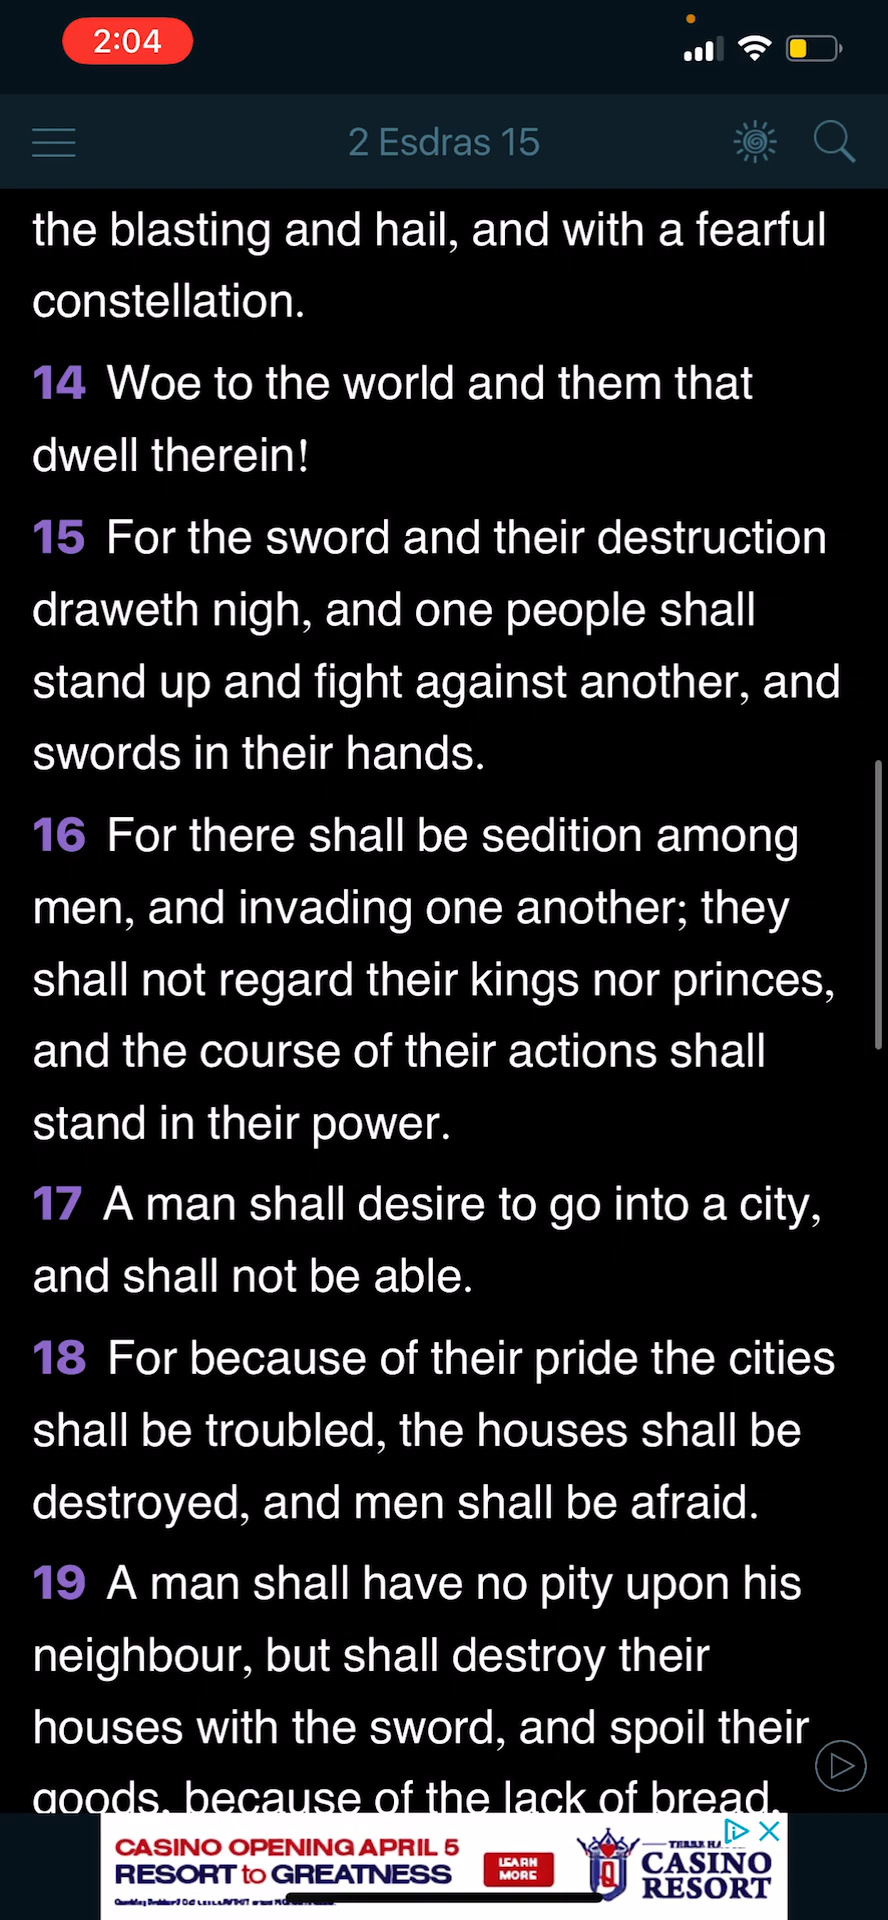 2:04
2 Esdras 15
the blasting and hail, and with a fearful
constellation.
14 Woe to the world and them that
dwell therein!
15 For the sword and their destruction
draweth nigh, and one people shall
stand up and fight against another, and
swords in their hands.
16 For there shall be sedition among
men, and invading one another; they
shall not regard their kings nor princes,
and the course of their actions shall
stand in their power.
17 A man shall desire to go into a city,
and shall not be able.
18 For because of their pride the cities
shall be troubled, the houses shall be
destroyed, and men shall be afraid.
19 A man shall have no pity upon his
neighbour, but shall destroy their
houses with the sword, and spoil their
goods, because of the lack of bread,
CASINO OPENING APRIL 5
RESORT to GREATNESS
LEARN
MORE
TERRE HA
CASINO
RESORT